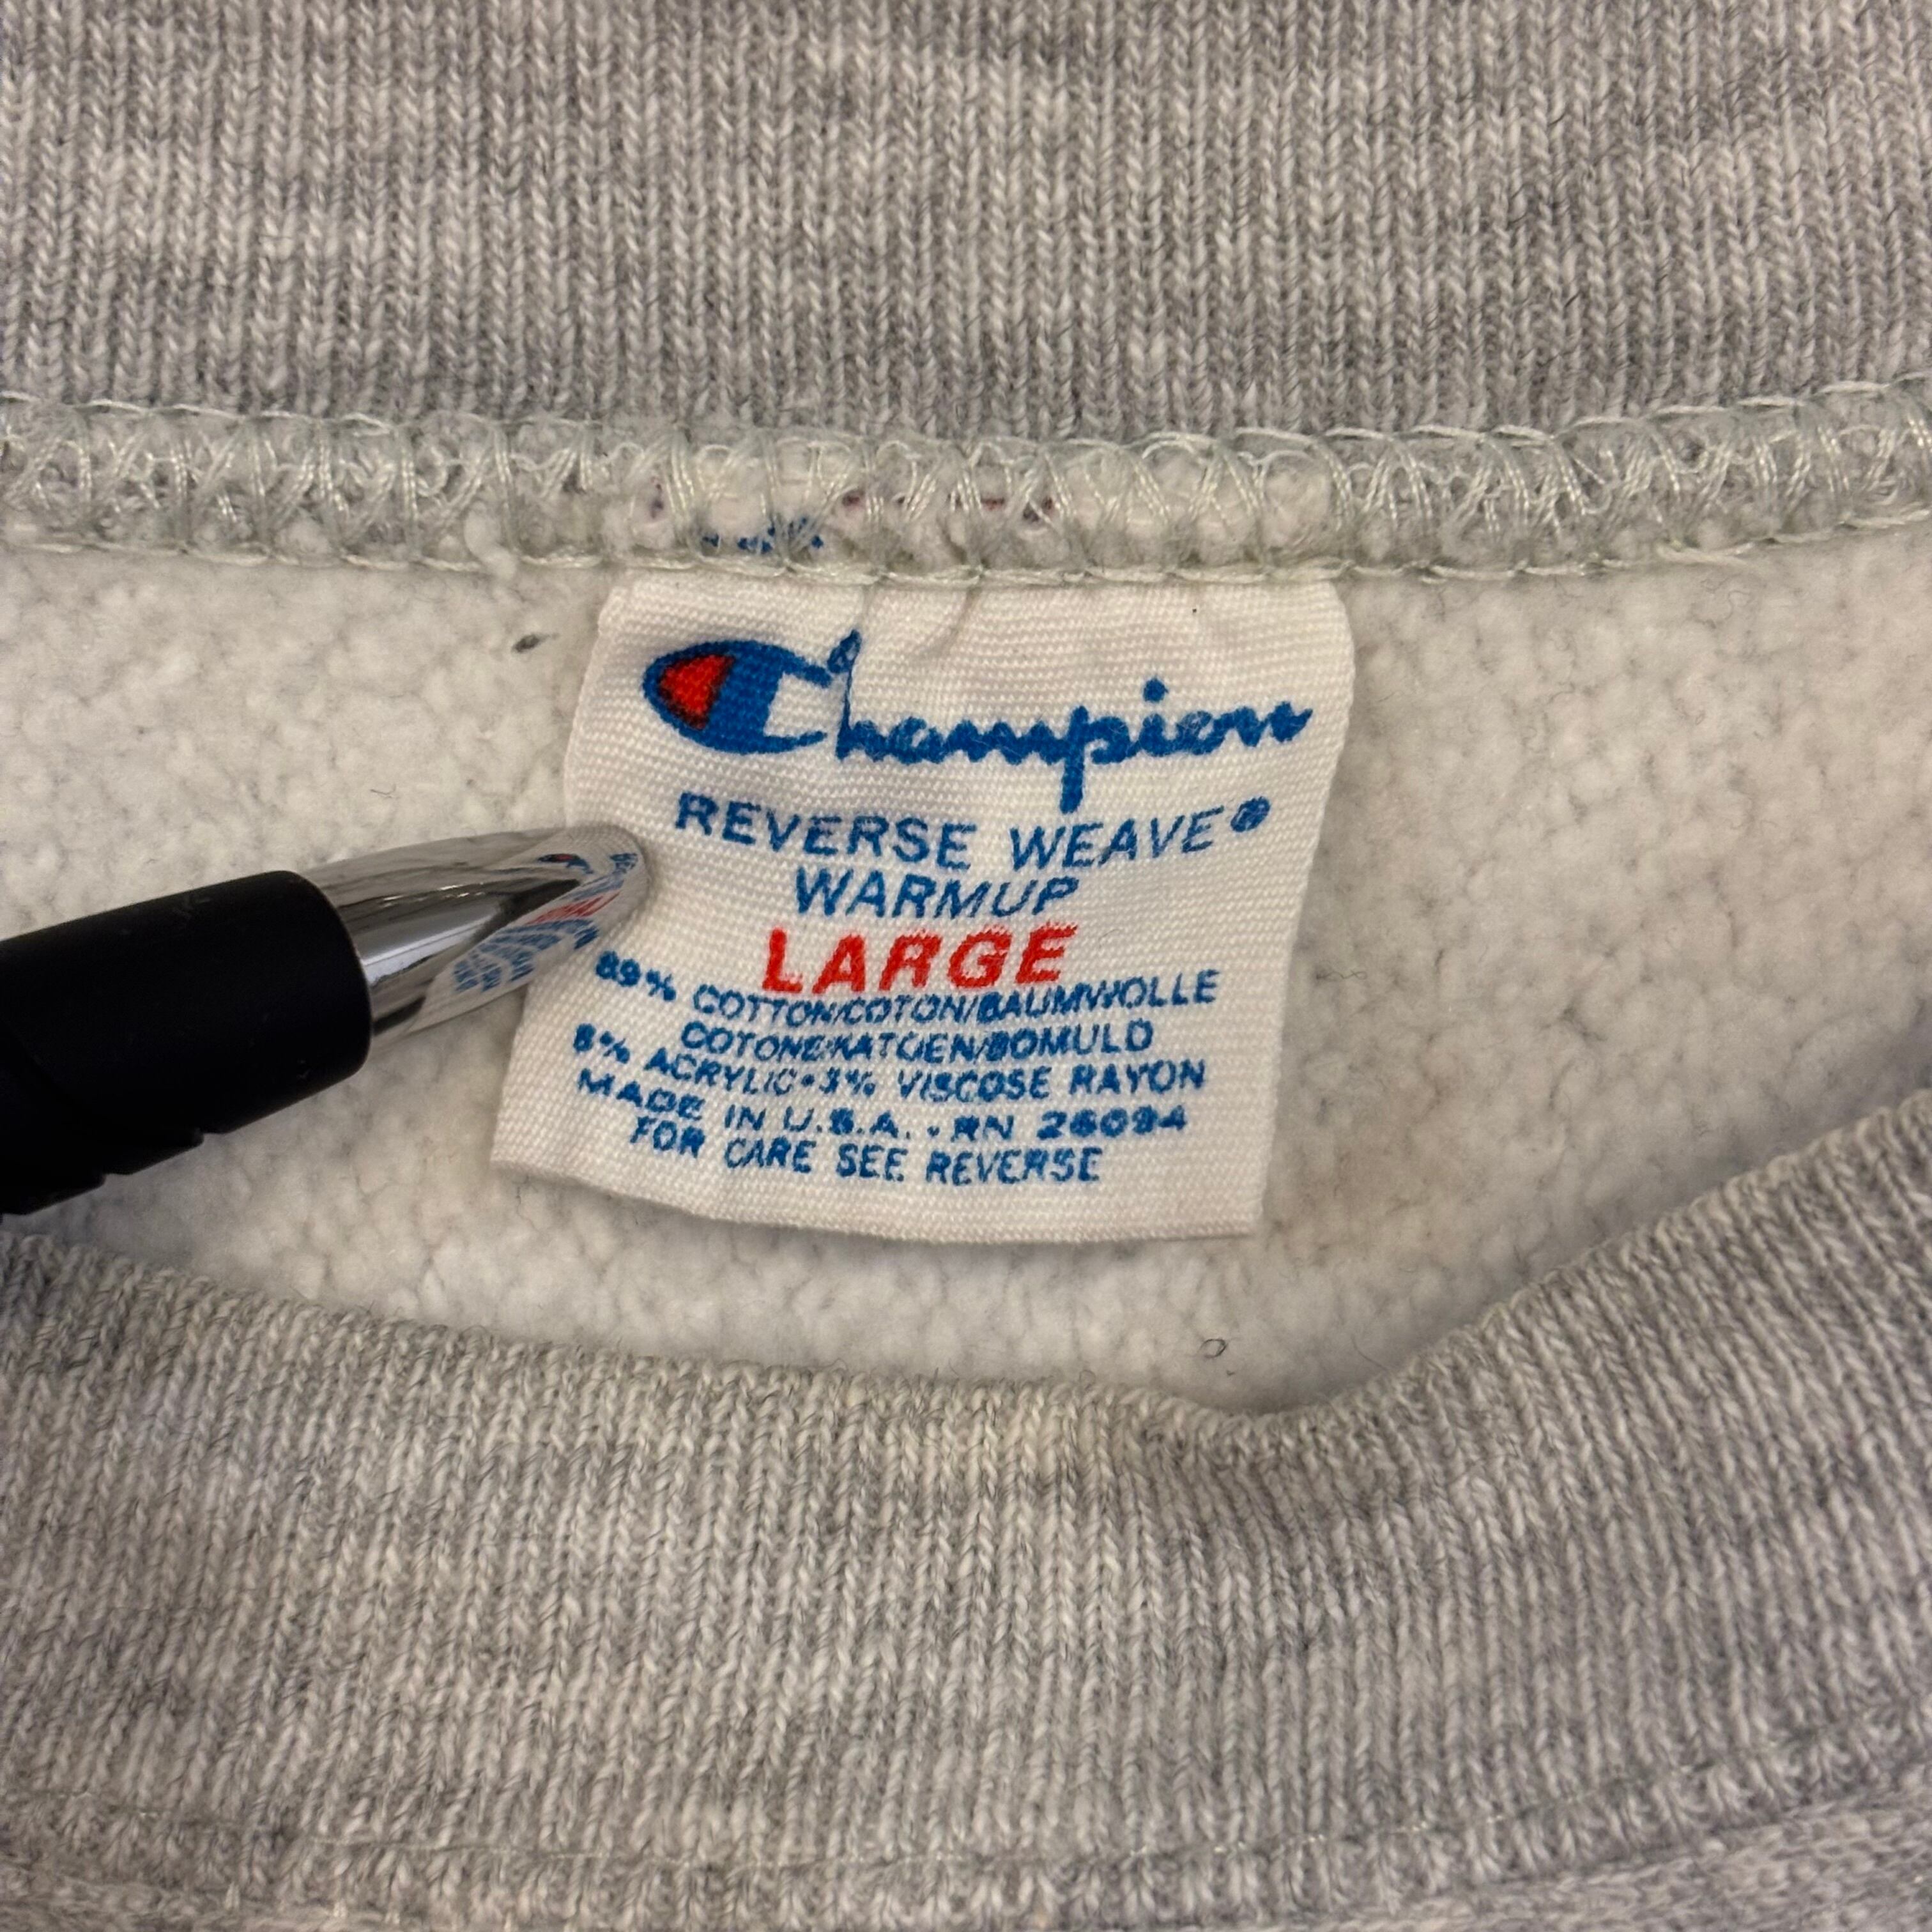 Champion
REVERSE WEAVE®
WARMUP
LARGE
89% COTTON/COTON/BAUMWOLLE
COTONE/KATOEN/BOMULD
8% ACRYLIC•3% VISCOSE RAYON
MADE IN U.S.A. • RN 26094
FOR CARE SEE REVERSE